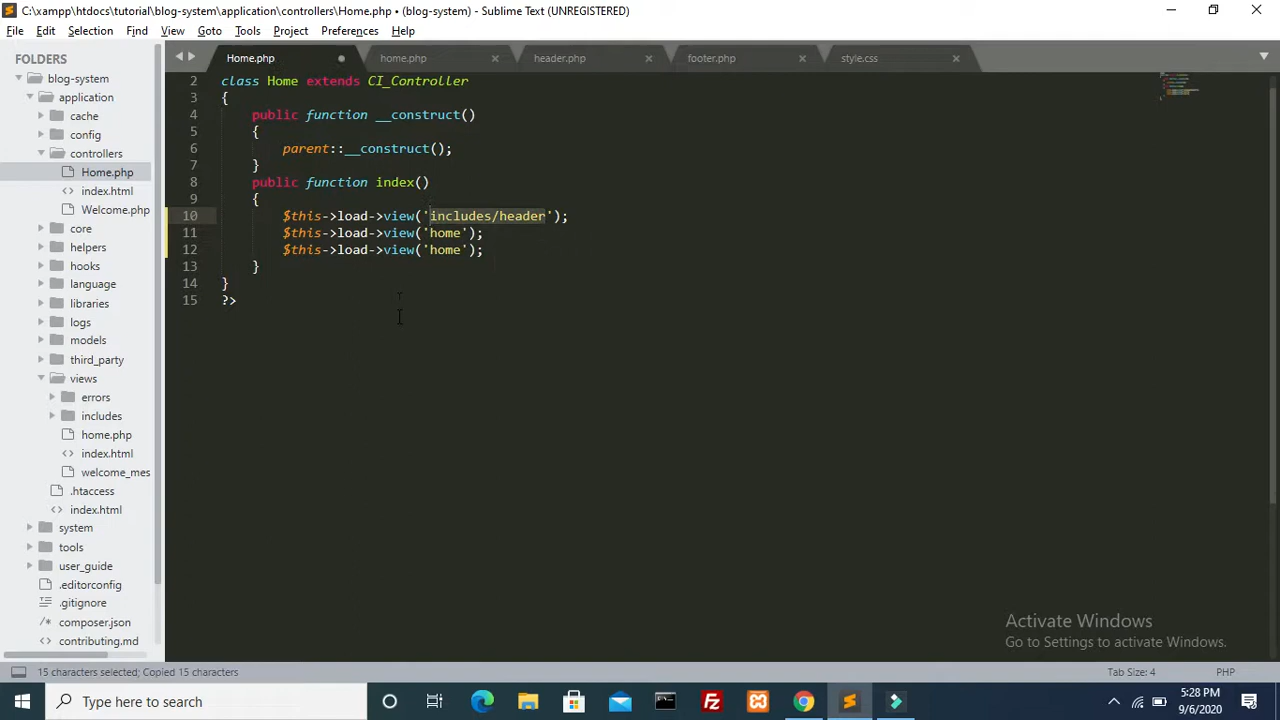 C:\xampp\htdocs\tutorial\blog-system\application\controllers\Home.php • (blog-system) - Sublime Text (UNREGISTERED)
File Edit Selection Find View Goto Tools Project Preferences Help
FOLDERS
blog-system
application
cache
config
controllers
Home.php
index.html
Welcome.php
core
helpers
hooks
language
libraries
logs
models
third_party
views
errors
includes
home.php
index.html
welcome_mes
.htaccess
index.html
system
tools
user_guide
.editorconfig
.gitignore
composer.json
contributing.md
Home.php home.php header.php footer.php style.css
2 class Home extends CI_Controller
3 {
4 public function __construct()
5 {
6 parent::__construct();
7 }
8 public function index()
9 {
10 $this->load->view('includes/header');
11 $this->load->view('home');
12 $this->load->view('home');
13 }
14 }
15 ?>
Activate Windows
Go to Settings to activate Windows.
15 characters selected; Copied 15 characters Tab Size: 4 PHP
Type here to search
5:28 PM
9/6/2020